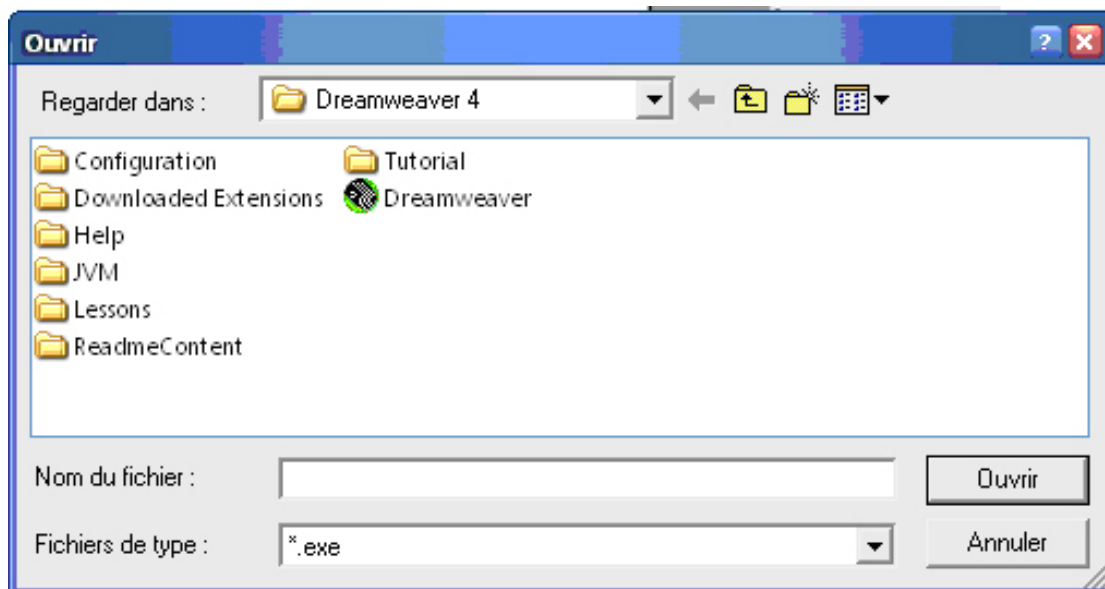 Ouvrir
Regarder dans :
Dreamweaver 4
Configuration
Downloaded Extensions
Help
JVM
Lessons
ReadmeContent
Tutorial
Dreamweaver
Nom du fichier :
Ouvrir
Fichiers de type :
*.exe
Annuler